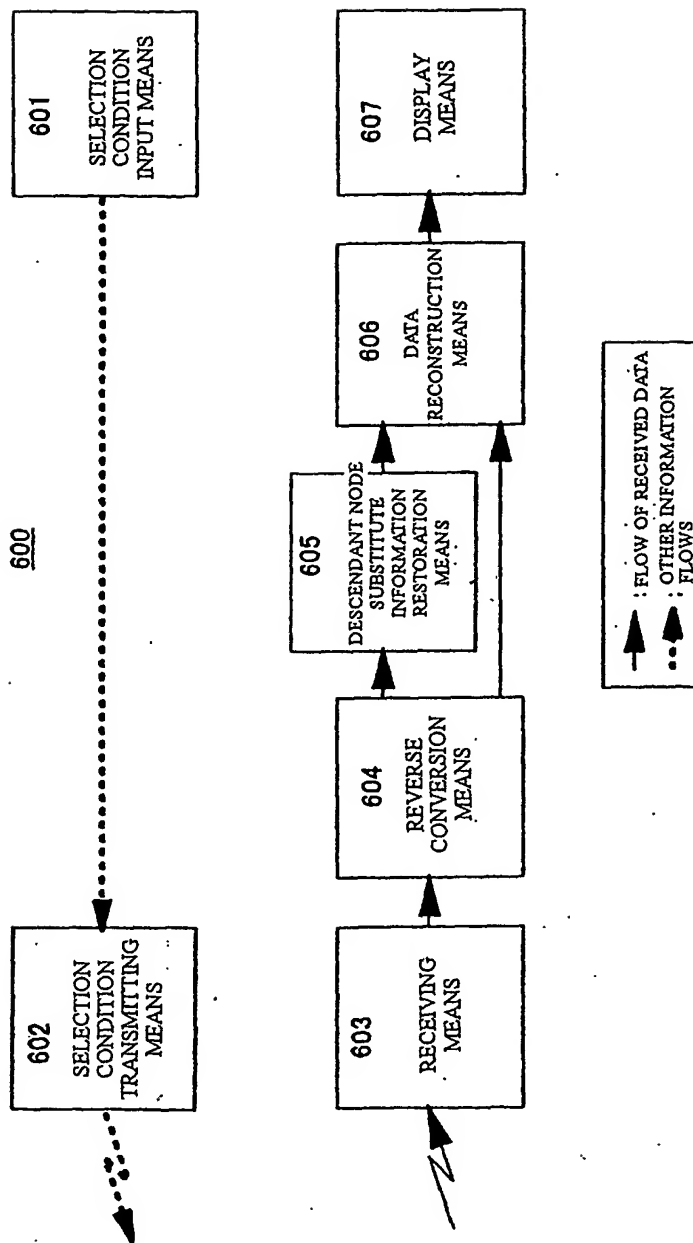 600
601
SELECTION
CONDITION
INPUT MEANS
602
SELECTION
CONDITION
TRANSMITTING
MEANS
603
RECEIVING
MEANS
604
REVERSE
CONVERSION
MEANS
605
DESCENDANT NODE
SUBSTITUTE
INFORMATION
RESTORATION
MEANS
606
DATA
RECONSTRUCTION
MEANS
607
DISPLAY
MEANS
: FLOW OF RECEIVED DATA
: OTHER INFORMATION
FLOWS